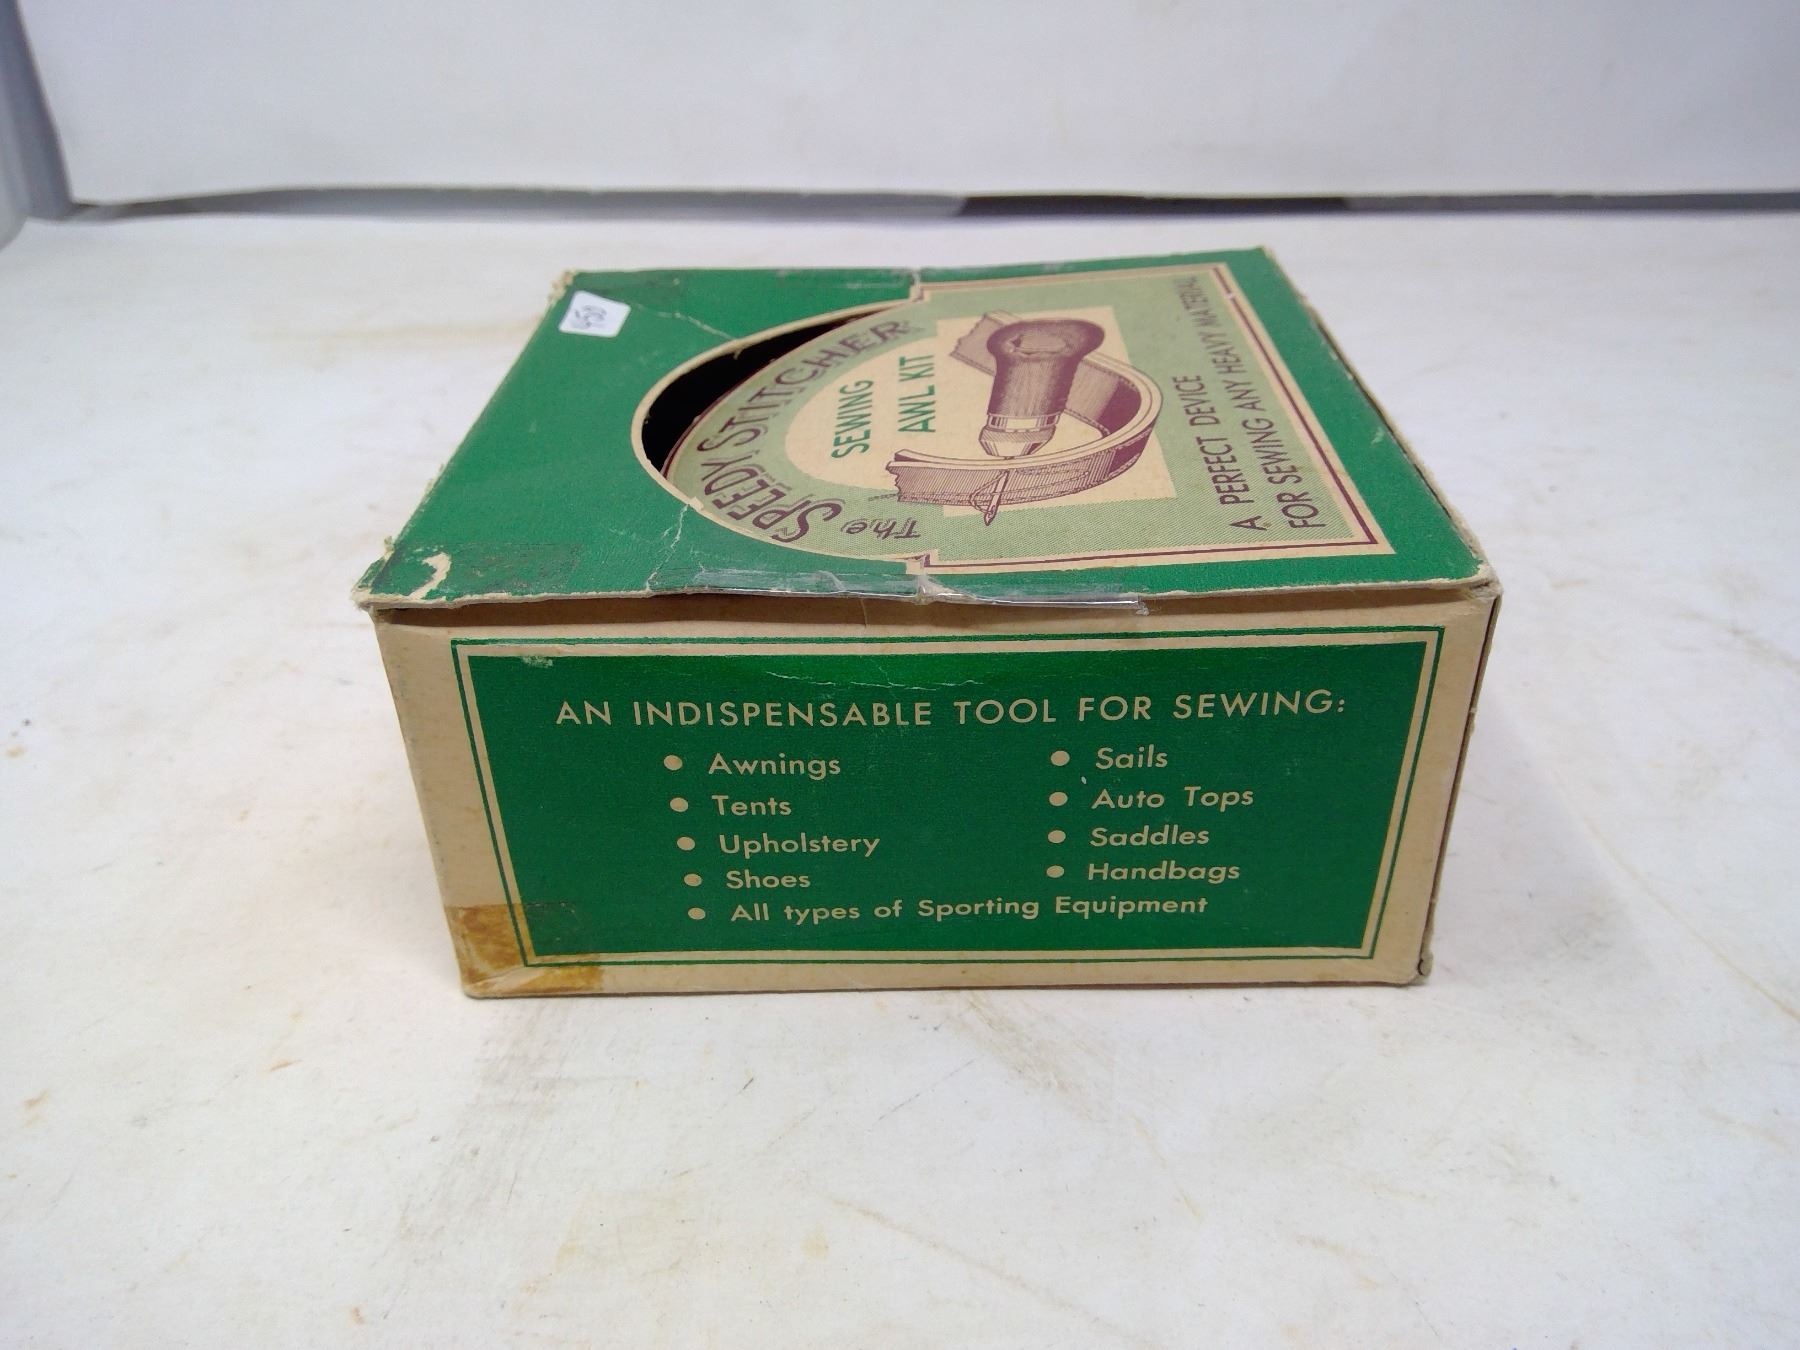 450
The SPEEDY STITCHER
SEWING
AWL KIT
A PERFECT DEVICE
FOR SEWING ANY HEAVY MATERIAL
AN INDISPENSABLE TOOL FOR SEWING:
• Awnings
• Tents
• Upholstery
• Shoes
• Sails
• Auto Tops
• Saddles
• Handbags
• All types of Sporting Equipment